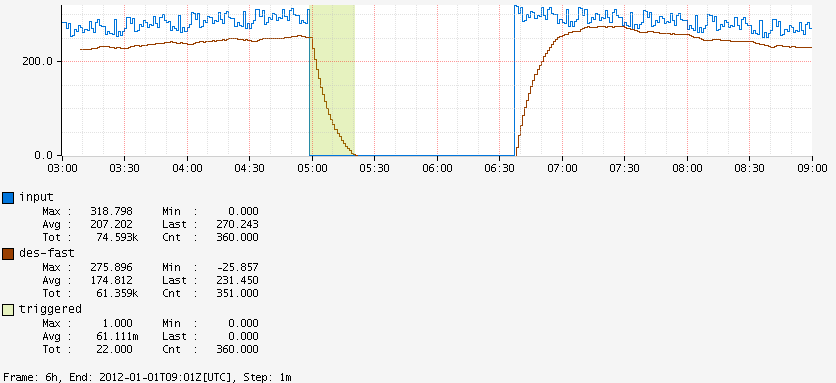 200.0
0.0
03:00 03:30 04:00 04:30 05:00 05:30 06:00 06:30 07:00 07:30 08:00 08:30 09:00
input
Max : 318.798 Min : 0.000
Avg : 207.202 Last : 270.243
Tot : 74.593k Cnt : 360.000
des-fast
Max : 275.896 Min : -25.857
Avg : 174.812 Last : 231.450
Tot : 61.359k Cnt : 351.000
triggered
Max : 1.000 Min : 0.000
Avg : 61.111m Last : 0.000
Tot : 22.000 Cnt : 360.000
Frame: 6h, End: 2012-01-01T09:01Z[UTC], Step: 1m